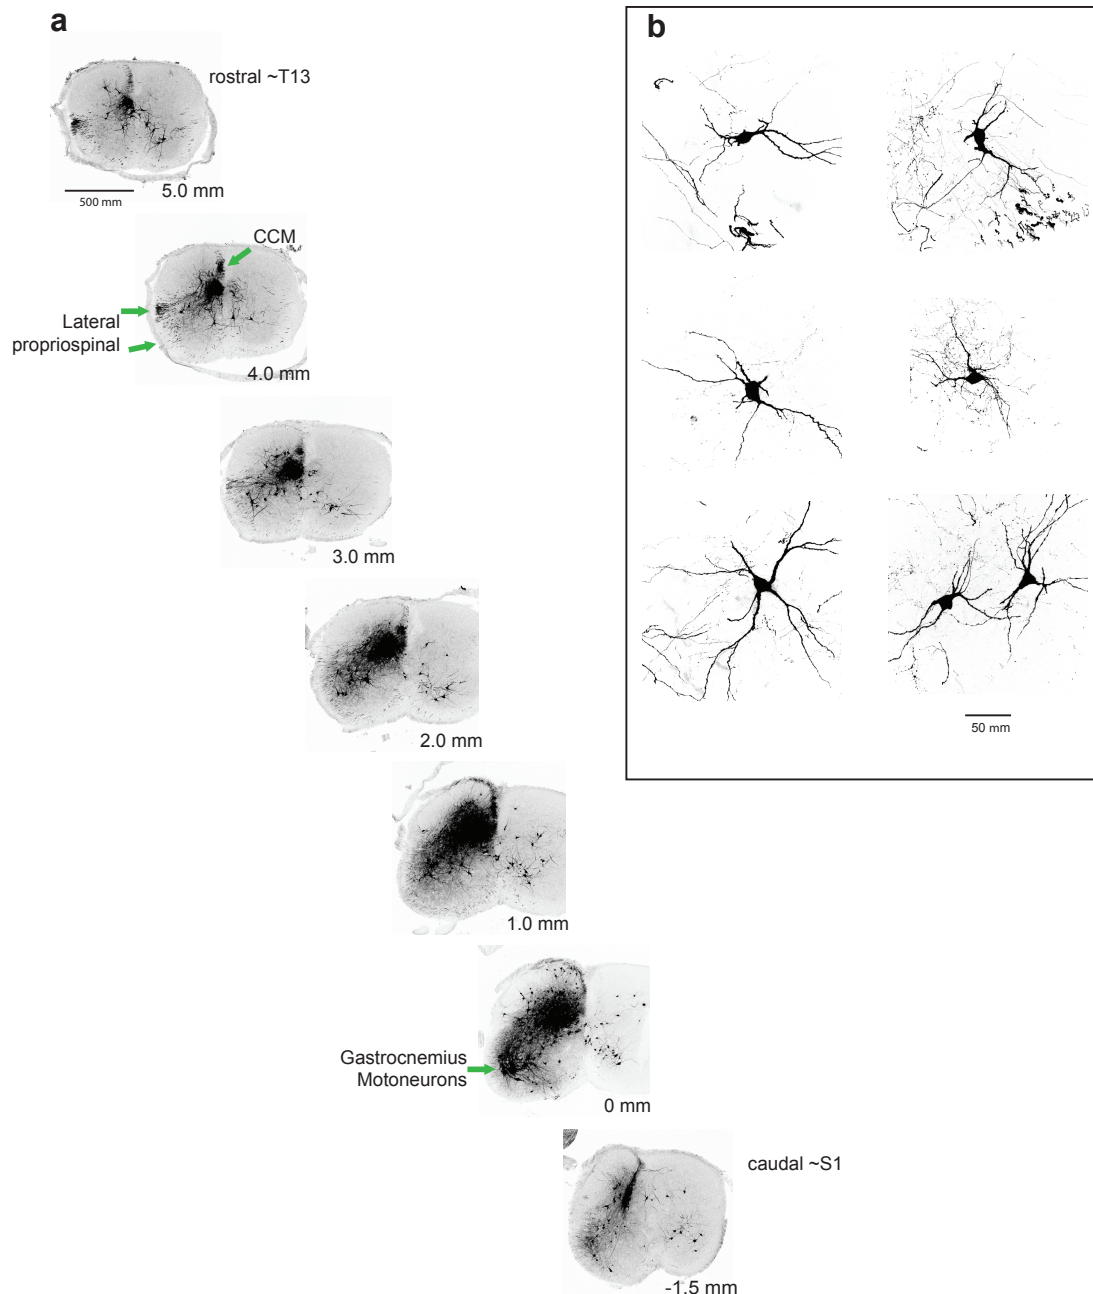 a
rostral ~T13
500 mm
5.0 mm
CCM
Lateral
propriospinal
4.0 mm
3.0 mm
2.0 mm
1.0 mm
Gastrocnemius
Motoneurons
0 mm
caudal ~S1
-1.5 mm
b
50 mm